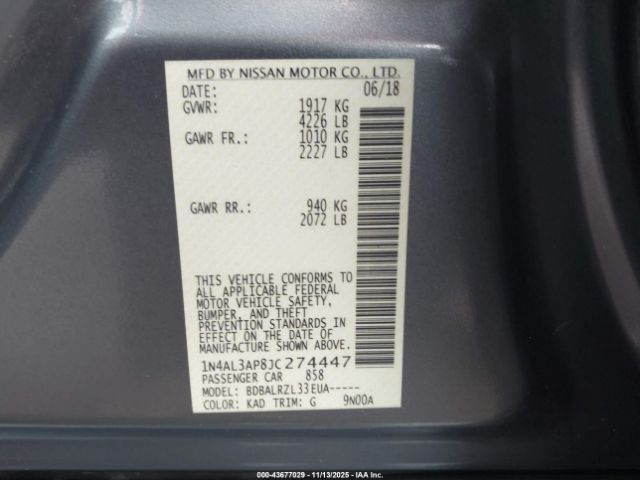 MFD BY NISSAN MOTOR CO., LTD.
DATE: 06/18
GVWR: 1917 KG
4226 LB
GAWR FR.: 1010 KG
2227 LB
GAWR RR.: 940 KG
2072 LB
THIS VEHICLE CONFORMS TO
ALL APPLICABLE FEDERAL
MOTOR VEHICLE SAFETY,
BUMPER, AND THEFT
PREVENTION STANDARDS IN
EFFECT ON THE DATE OF
MANUFACTURE SHOWN ABOVE.
1N4AL3AP8JC274447
PASSENGER CAR 858
MODEL: BDBALRZL33EUA-----
COLOR: KAD TRIM: G 9N00A
000-43677029 - 11/13/2025 - IAA Inc.